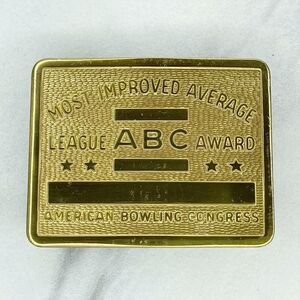 MOST IMPROVED AVERAGE
LEAGUE ABC AWARD
AMERICAN BOWLING CONGRESS